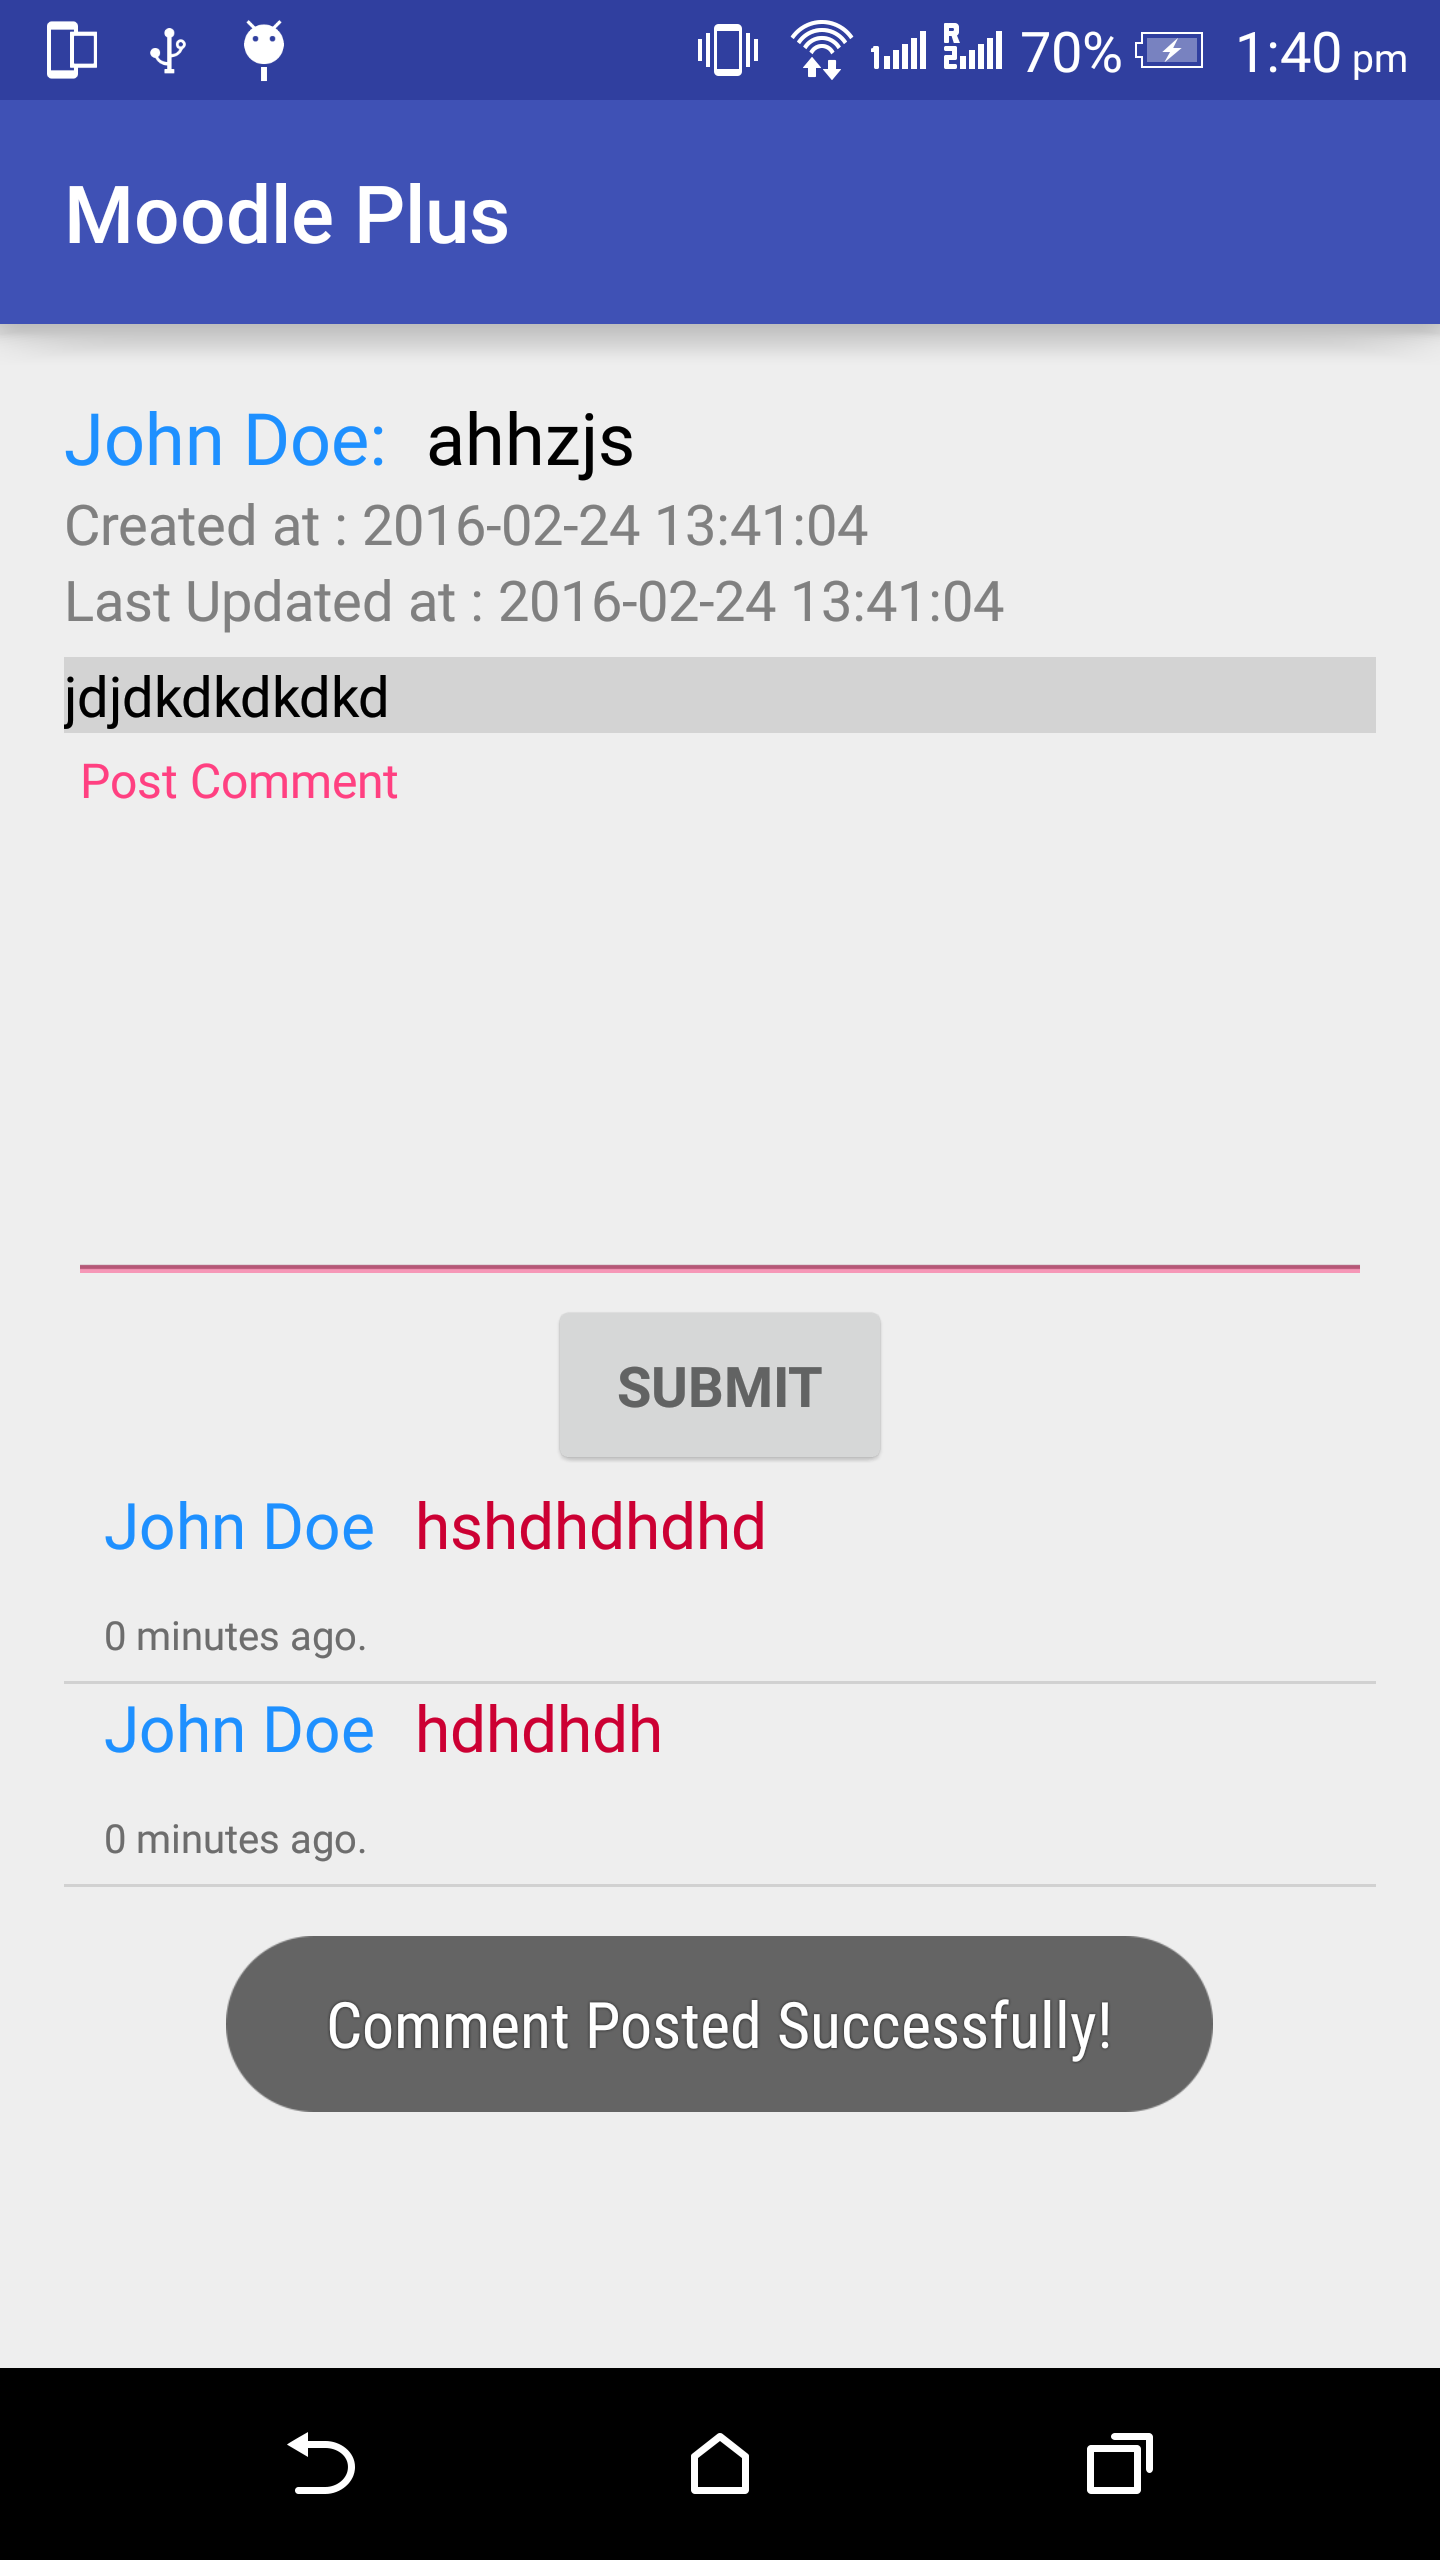 70% 1:40 pm
Moodle Plus
John Doe: ahhzjs
Created at : 2016-02-24 13:41:04
Last Updated at : 2016-02-24 13:41:04
jdjdkdkdkdkd
Post Comment
SUBMIT
John Doe hshdhdhdhd
0 minutes ago.
John Doe hdhdhdh
0 minutes ago.
Comment Posted Successfully!